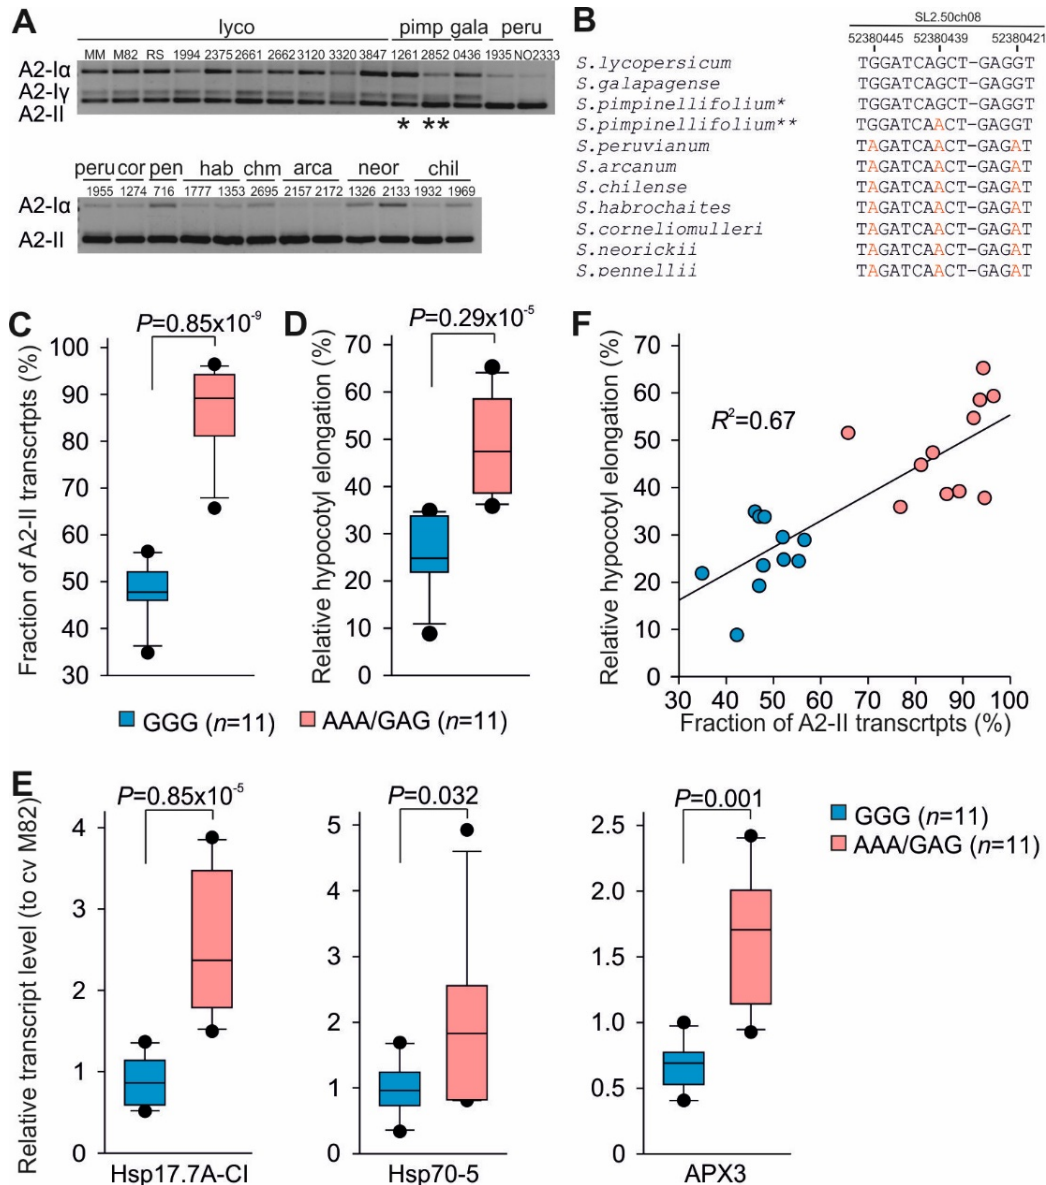 A
lyco pimp gala peru
MM M82 RS 1994 2375 2661 2662 3120 3320 3847 1261 2852 0436 1935 NO2333
A2-Iα
A2-Iγ
A2-II
* **
peru cor pen hab chm arca neor chil
1955 1274 716 1777 1353 2695 2157 2172 1326 2133 1932 1969
A2-Iα
A2-II
B
SL2.50ch08
52380445 52380439 52380421
S.lycopersicum TGGATCAGCT-GAGGT
S.galapagense TGGATCAGCT-GAGGT
S.pimpinellifolium* TGGATCAGCT-GAGGT
S.pimpinellifolium** TGGATCAACT-GAGGT
S.peruvianum TAGATCAACT-GAGAT
S.arcanum TAGATCAACT-GAGAT
S.chilense TAGATCAACT-GAGAT
S.habrochaites TAGATCAACT-GAGAT
S.corneliomulleri TAGATCAACT-GAGAT
S.neorickii TAGATCAACT-GAGAT
S.pennellii TAGATCAACT-GAGAT
C
P=0.85x10-9
Fraction of A2-II transcrtpts (%)
100
90
80
70
60
50
40
30
D
P=0.29x10-5
Relative hypocotyl elongation (%)
70
60
50
40
30
20
10
0
GGG (n=11) AAA/GAG (n=11)
F
Relative hypocotyl elongation (%)
70
60
50
40
30
20
10
0
R2=0.67
30 40 50 60 70 80 90 100
Fraction of A2-II transcrtpts (%)
E
Relative transcript level (to cv M82)
P=0.85x10-5
4
3
2
1
0
Hsp17.7A-CI
P=0.032
5
4
3
2
1
0
Hsp70-5
P=0.001
2.5
2.0
1.5
1.0
0.5
0.0
APX3
GGG (n=11)
AAA/GAG (n=11)